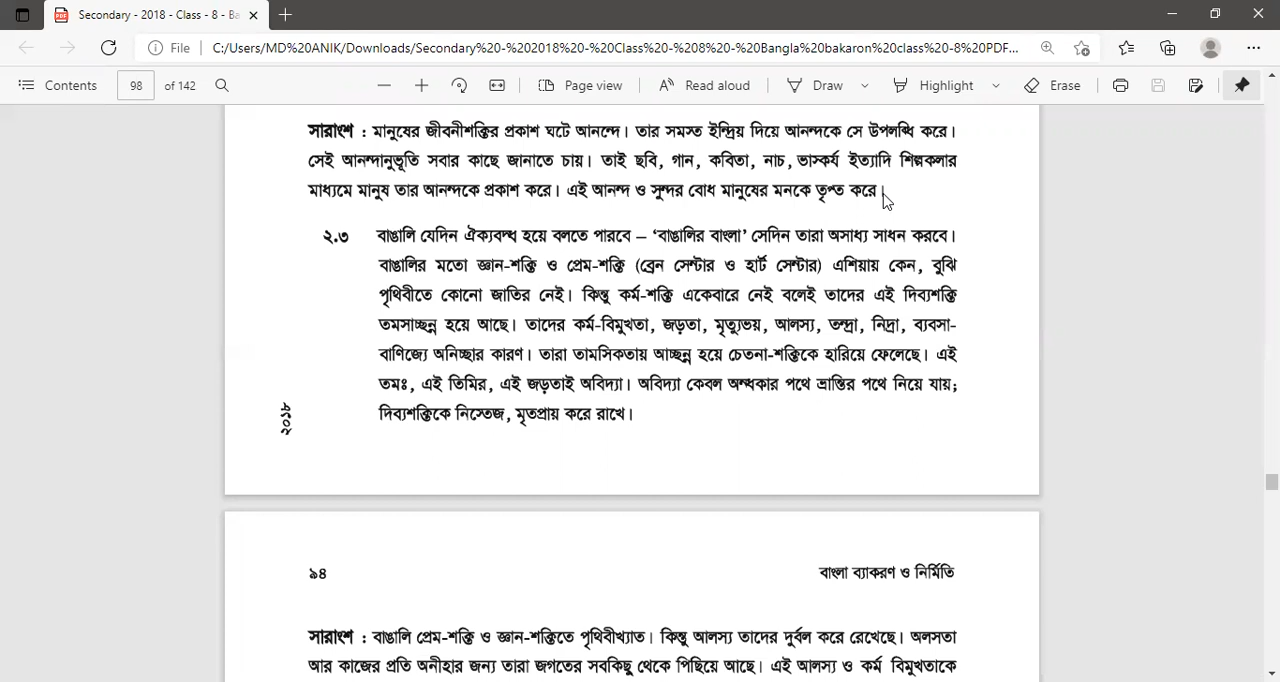 Secondary - 2018 - Class - 8 - Ba
File
C:/Users/MD%20ANIK/Downloads/Secondary%20-%202018%20-%20Class%20-%208%20-%20Bangla%20bakaron%20class%20-8%20PDF...
Contents
98
of 142
Page view
Read aloud
Draw
Highlight
Erase
সারাংশ : মানুষের জীবনীশক্তির প্রকাশ ঘটে আনন্দে। তার সমস্ত ইন্দ্রিয় দিয়ে আনন্দকে সে উপলব্ধি করে।
সেই আনন্দানুভূতি সবার কাছে জানাতে চায়। তাই ছবি, গান, কবিতা, নাচ, ভাস্কর্য ইত্যাদি শিল্পকলার
মাধ্যমে মানুষ তার আনন্দকে প্রকাশ করে। এই আনন্দ ও সুন্দর বোধ মানুষের মনকে তৃপ্ত করে।
২.৩ বাঙালি যেদিন ঐক্যবদ্ধ হয়ে বলতে পারবে – ‘বাঙালির বাংলা’ সেদিন তারা অসাধ্য সাধন করবে।
বাঙালির মতো জ্ঞান-শক্তি ও প্রেম-শক্তি (ব্রেন সেন্টার ও হার্ট সেন্টার) এশিয়ায় কেন, বুঝি
পৃথিবীতে কোনো জাতির নেই। কিন্তু কর্ম-শক্তি একেবারে নেই বলেই তাদের এই দিব্যশক্তি
তমসাচ্ছন্ন হয়ে আছে। তাদের কর্ম-বিমুখতা, জড়তা, মৃত্যুভয়, আলস্য, তন্দ্রা, নিদ্রা, ব্যবসা-
বাণিজ্যে অনিচ্ছার কারণ। তারা তামসিকতায় আচ্ছন্ন হয়ে চেতনা-শক্তিকে হারিয়ে ফেলেছে। এই
তমঃ, এই তিমির, এই জড়তাই অবিদ্যা। অবিদ্যা কেবল অন্ধকার পথে ভ্রান্তির পথে নিয়ে যায়;
দিব্যশক্তিকে নিস্তেজ, মৃতপ্রায় করে রাখে।
২০১৮
৯৪
বাংলা ব্যাকরণ ও নির্মিতি
সারাংশ : বাঙালি প্রেম-শক্তি ও জ্ঞান-শক্তিতে পৃথিবীখ্যাত। কিন্তু আলস্য তাদের দুর্বল করে রেখেছে। অলসতা
আর কাজের প্রতি অনীহার জন্য তারা জগতের সবকিছু থেকে পিছিয়ে আছে। এই আলস্য ও কর্ম বিমুখতাকে